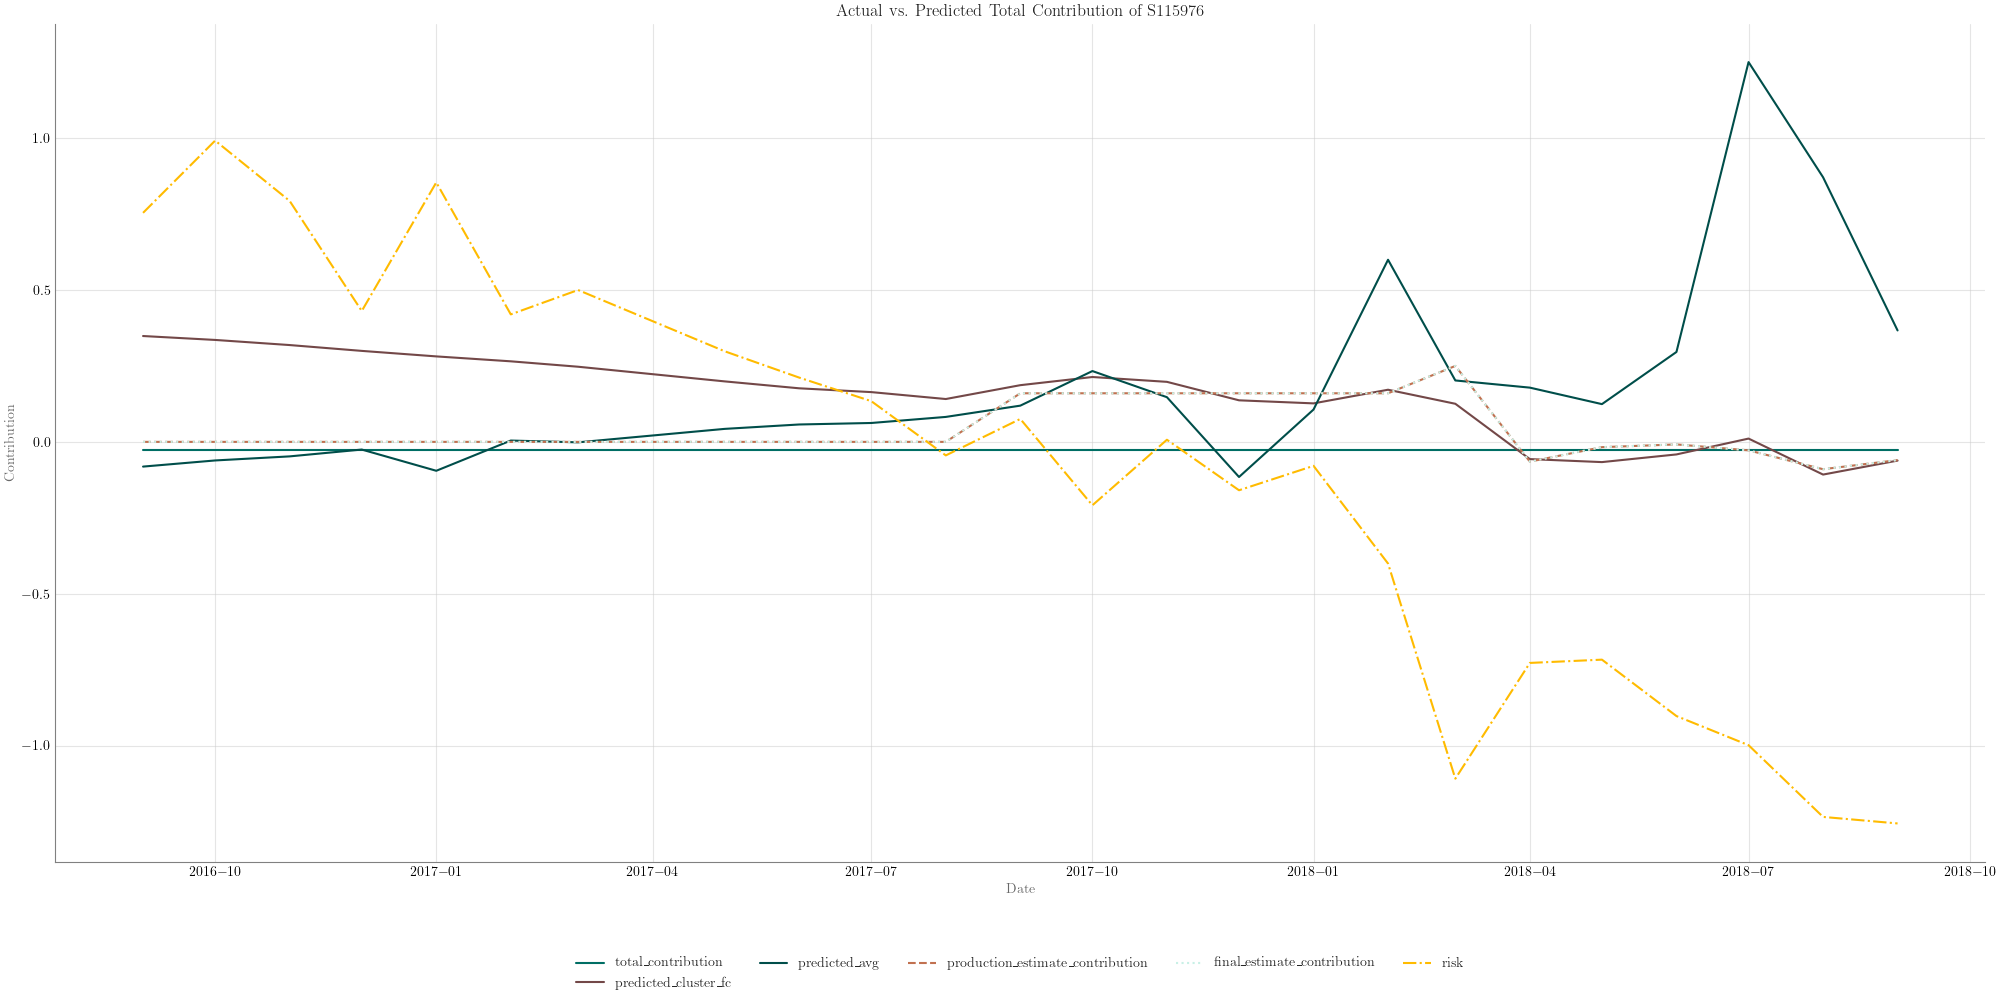 Actual vs. Predicted Total Contribution of S115976
Contribution
1.0
0.5
0.0
−0.5
−1.0
2016−10 2017−01 2017−04 2017−07 2017−10 2018−01 2018−04 2018−07 2018−10
Date
total_contribution predicted_avg production_estimate_contribution final_estimate_contribution risk
predicted_cluster_fc